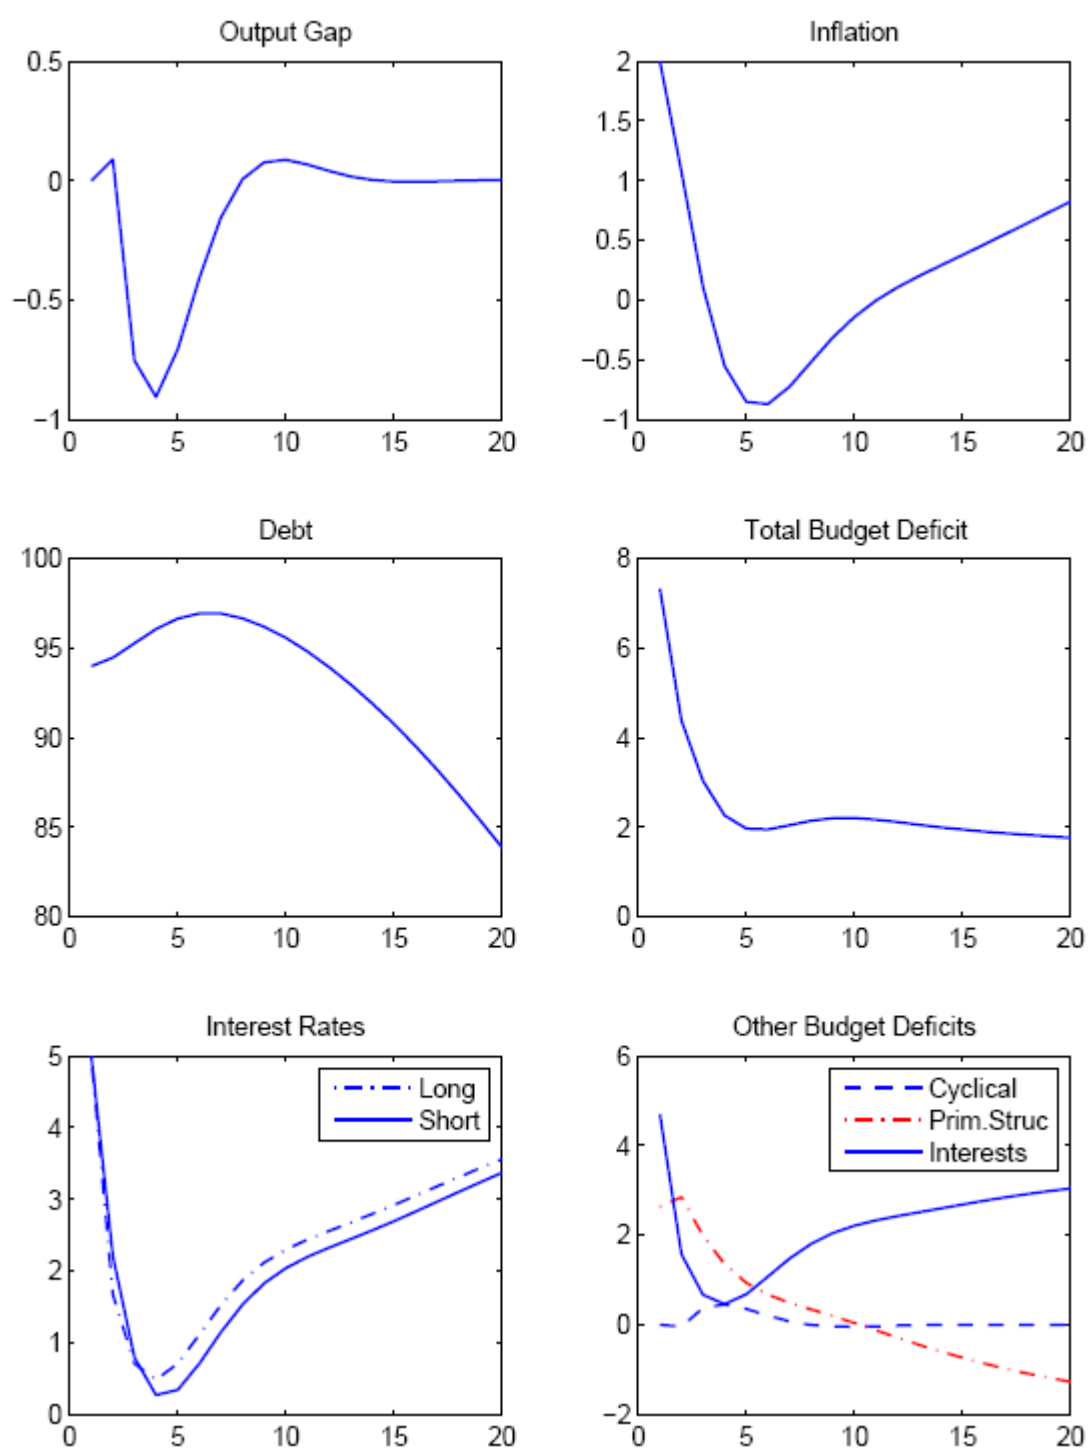 Output Gap
0.5
0
−0.5
−1
0 5 10 15 20
Inflation
2
1.5
1
0.5
0
−0.5
−1
0 5 10 15 20
Debt
100
95
90
85
80
0 5 10 15 20
Total Budget Deficit
8
6
4
2
0
0 5 10 15 20
Interest Rates
5
4
3
2
1
0
0 5 10 15 20
Long
Short
Other Budget Deficits
6
4
2
0
−2
0 5 10 15 20
Cyclical
Prim.Struc
Interests